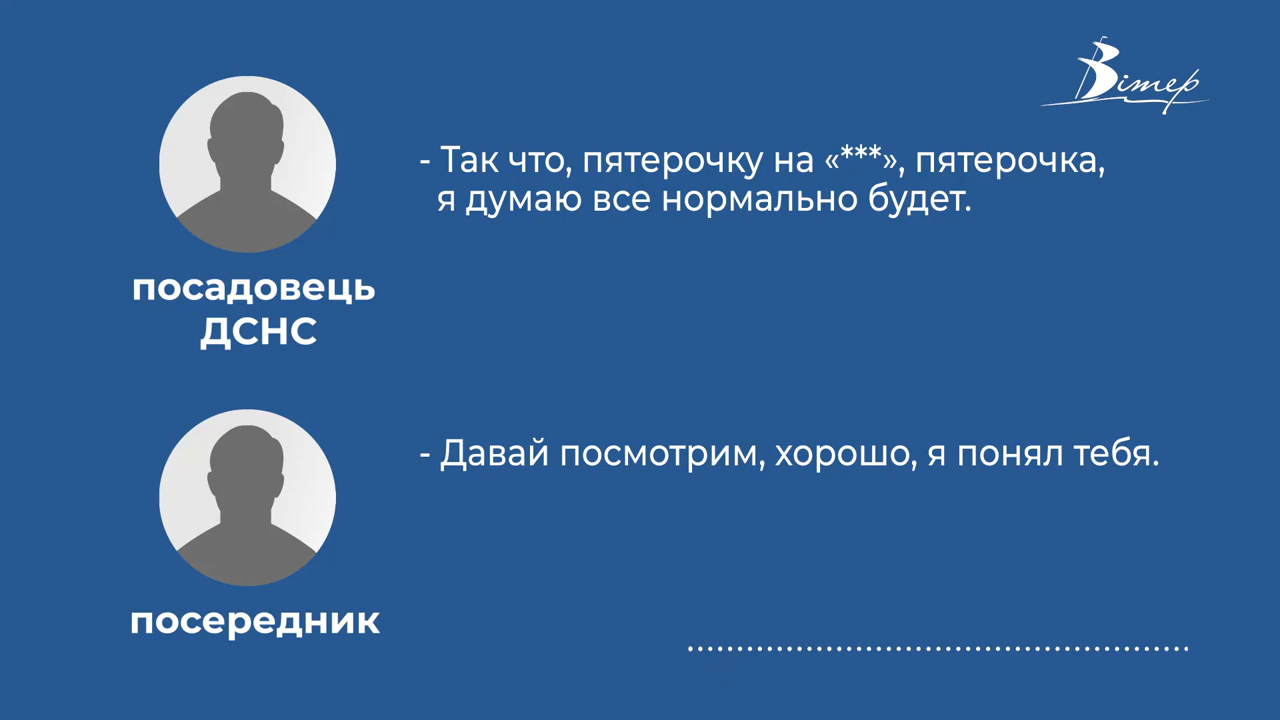 Вітер
- Так что, пятерочку на «***», пятерочка,
я думаю все нормально будет.
посадовець
ДСНС
- Давай посмотрим, хорошо, я понял тебя.
посередник